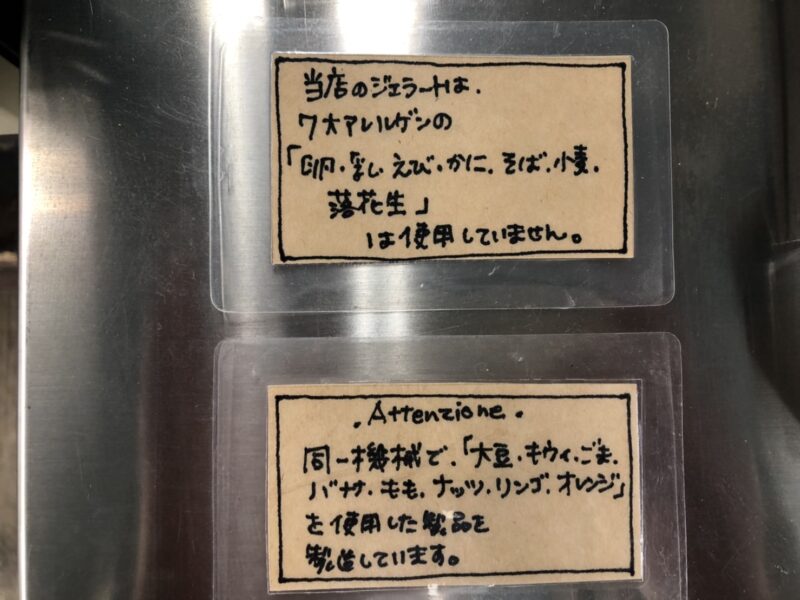 当店のジェラートは、
7大アレルゲンの
「卵・乳・えび・かに・そば・小麦・
落花生」
は使用していません。
・Attenzione・
同一機械で、「大豆・キウィ・ごま・
バナナ・もも・ナッツ・リンゴ・オレンジ」
を使用した製品を
製造しています。